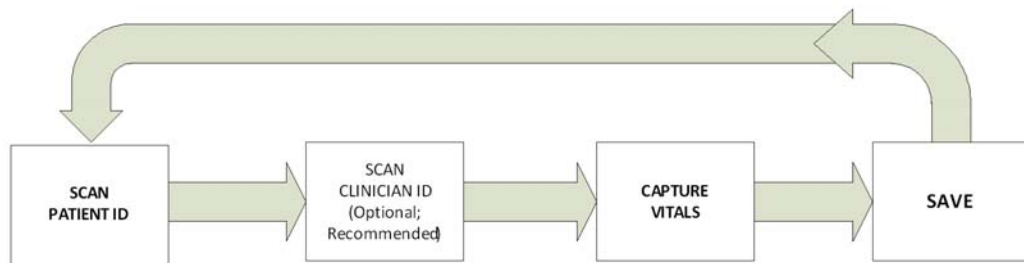 SCAN
PATIENT ID
SCAN
CLINICIAN ID
(Optional;
Recommended)
CAPTURE
VITALS
SAVE